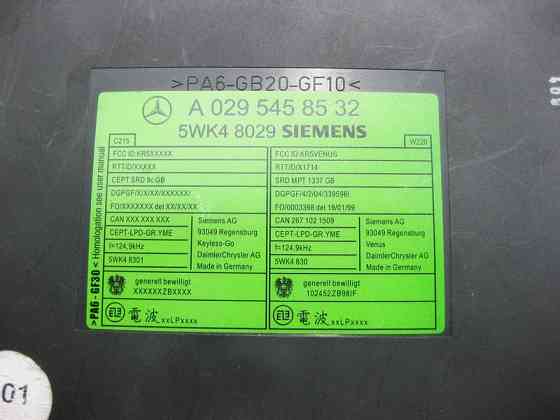 >PA6-GB20-GF10<
A 029 545 85 32
5WK4 8029 SIEMENS
C215
W220
FCC ID:KR5XXXXX
RTT/D/XXXXX
CEPT SRD 9c GB
DGPGF/X/X/XX/XXXXXX/
FO/XXXXXXX del XX/XX/XX
CAN XXX XXX XXX
CEPT-LPD-GR.YME
f=124,9kHz
5WK4 8301
Siemens AG
93049 Regensburg
Keyless-Go
DaimlerChrysler AG
Made in Germany
generell bewilligt
XXXXXXZBXXXX
E13 電波 xxLPxxxx
FCC ID:KR5VENUS
RTT/D/X1714
SRD MPT 1337 GB
DGPGF/4/2/04/339598/
FO/0003398 del 18/01/99
CAN 267 102 1509
CEPT-LPD-GR.YME
f=124,9kHz
5WK4 830
Siemens AG
93049 Regensburg
Venus
DaimlerChrysler AG
Made in Germany
generell bewilligt
102452ZB98IF
E13 電波 xxLPxxxx
>PA6-GF30< Homologation see user manual
01